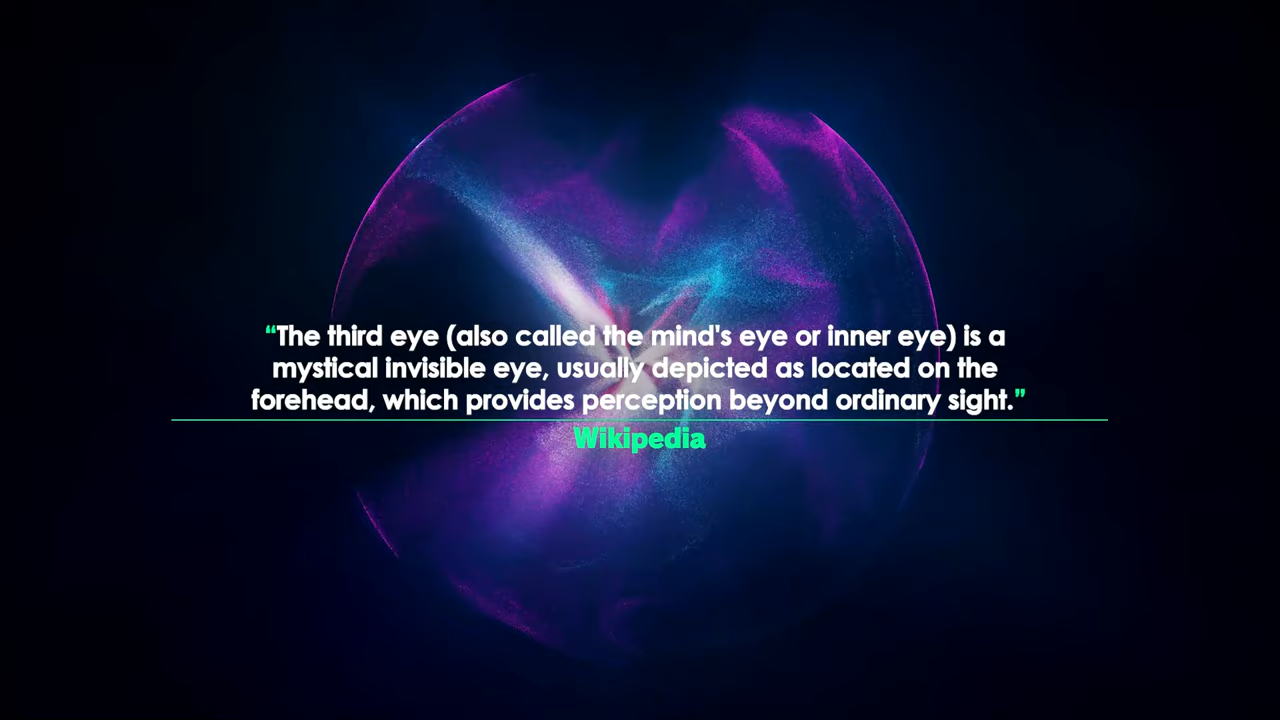 “The third eye (also called the mind's eye or inner eye) is a
mystical invisible eye, usually depicted as located on the
forehead, which provides perception beyond ordinary sight.”
Wikipedia